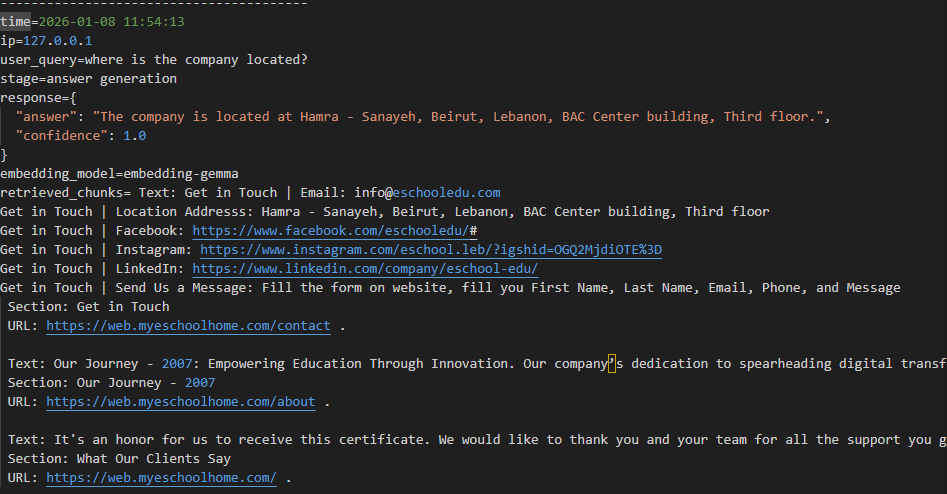 ---------------------------------------
time=2026-01-08 11:54:13
ip=127.0.0.1
user_query=where is the company located?
stage=answer generation
response={
  "answer": "The company is located at Hamra - Sanayeh, Beirut, Lebanon, BAC Center building, Third floor.",
  "confidence": 1.0
}
embedding_model=embedding-gemma
retrieved_chunks= Text: Get in Touch | Email: info@eschooledu.com
Get in Touch | Location Addresss: Hamra - Sanayeh, Beirut, Lebanon, BAC Center building, Third floor
Get in Touch | Facebook: https://www.facebook.com/eschooledu/#
Get in Touch | Instagram: https://www.instagram.com/eschool.leb/?igshid=OGQ2MjdiOTE%3D
Get in Touch | LinkedIn: https://www.linkedin.com/company/eschool-edu/
Get in Touch | Send Us a Message: Fill the form on website, fill you First Name, Last Name, Email, Phone, and Message
 Section: Get in Touch
 URL: https://web.myeschoolhome.com/contact .

 Text: Our Journey - 2007: Empowering Education Through Innovation. Our company’s dedication to spearheading digital transf
 Section: Our Journey - 2007
 URL: https://web.myeschoolhome.com/about .

 Text: It's an honor for us to receive this certificate. We would like to thank you and your team for all the support you g
 Section: What Our Clients Say
 URL: https://web.myeschoolhome.com/ .